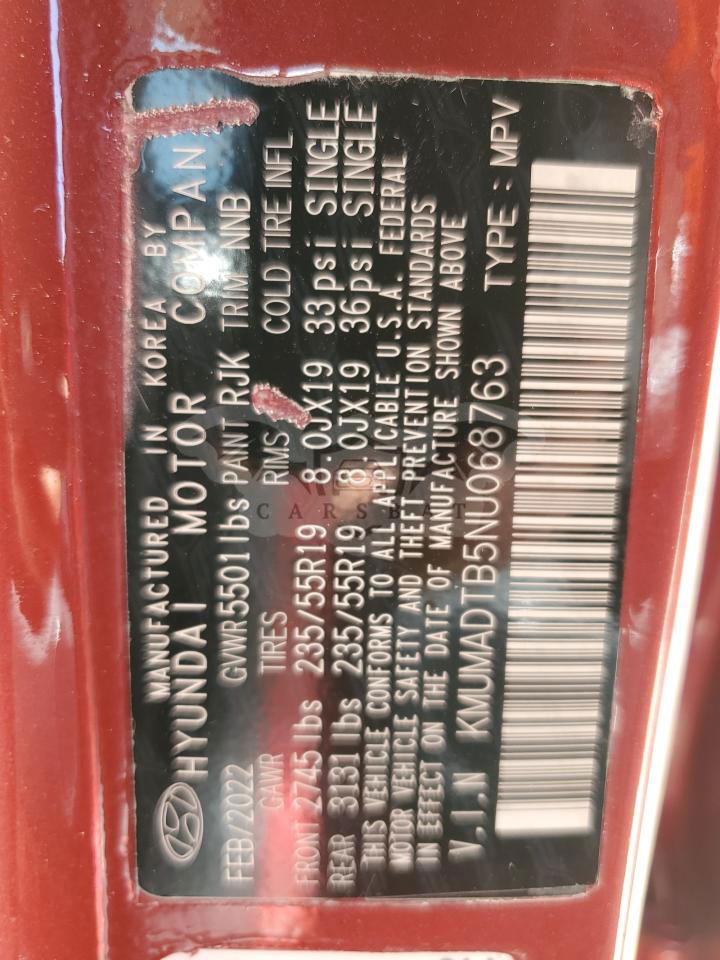 MANUFACTURED IN KOREA BY
HYUNDAI MOTOR COMPANY
FEB/2022 GVWR 5501lbs PAINT RJK TRIM NNB
GAWR TIRES RIMS COLD TIRE INFL
FRONT 2745 lbs 235/55R19 8.0JX19 33psi SINGLE
REAR 3131 lbs 235/55R19 8.0JX19 36psi SINGLE
THIS VEHICLE CONFORMS TO ALL APPLICABLE U.S.A. FEDERAL
MOTOR VEHICLE SAFETY AND THEFT PREVENTION STANDARDS
IN EFFECT ON THE DATE OF MANUFACTURE SHOWN ABOVE
V.I.N KMUMADTB5NU068763 TYPE : MPV
CARSBAT